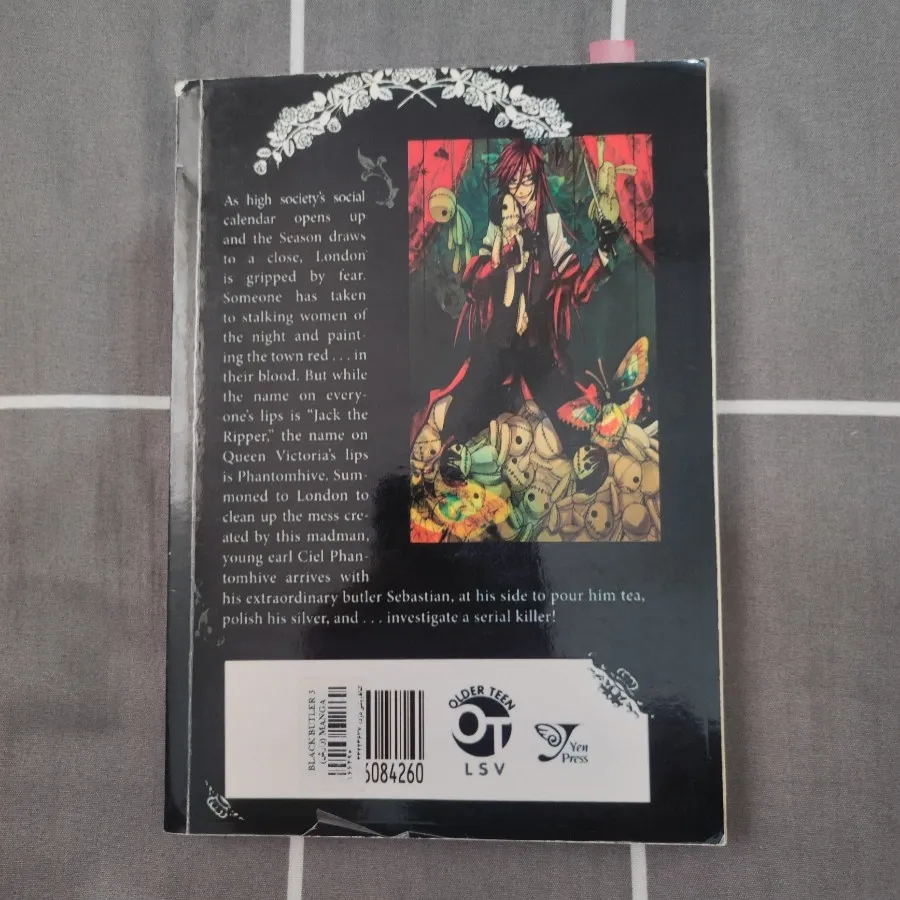 As high society's social
calendar opens up
and the Season draws
to a close, London
is gripped by fear.
Someone has taken
to stalking women of
the night and paint-
ing the town red . . . in
their blood. But while
the name on every-
one's lips is "Jack the
Ripper," the name on
Queen Victoria's lips
is Phantomhive. Sum-
moned to London to
clean up the mess cre-
ated by this madman,
young earl Ciel Phan-
tomhive arrives with
his extraordinary butler Sebastian, at his side to pour him tea,
polish his silver, and . . . investigate a serial killer!
BLACK BUTLER 3
MANGA
6084260
OLDER TEEN
OT
LSV
Yen
Press